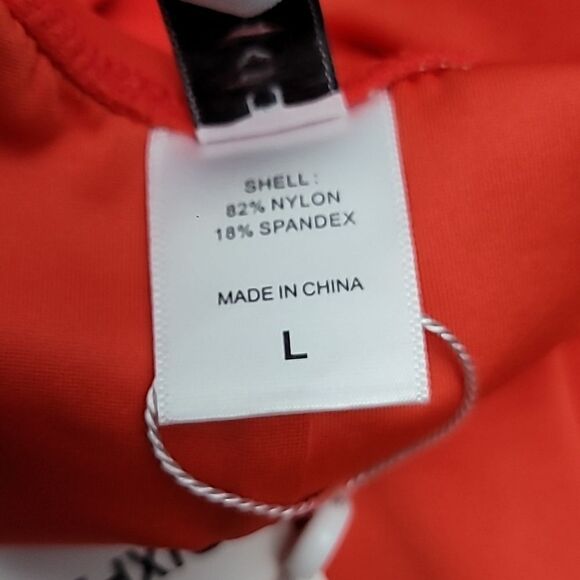 SHELL:
82% NYLON
18% SPANDEX
MADE IN CHINA
L